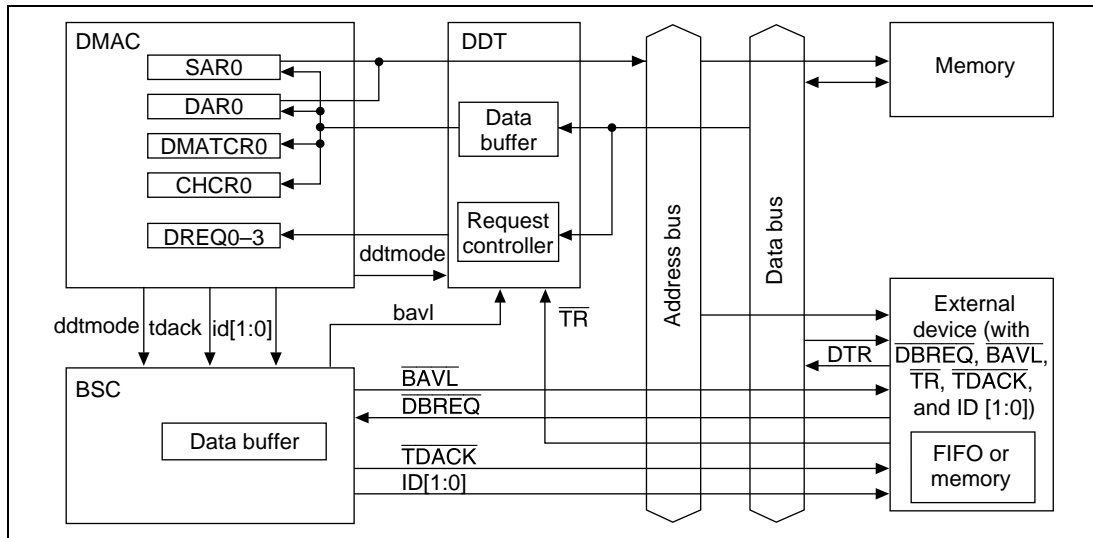 DMAC
SAR0
DAR0
DMATCR0
CHCR0
DREQ0–3
DDT
Data
buffer
Request
controller
ddtmode
bavl
TR
Address bus
Data bus
Memory
ddtmode
tdack
id[1:0]
BSC
Data buffer
BAVL
DBREQ
TDACK
ID[1:0]
DTR
External
device (with
DBREQ, BAVL,
TR, TDACK,
and ID [1:0])
FIFO or
memory